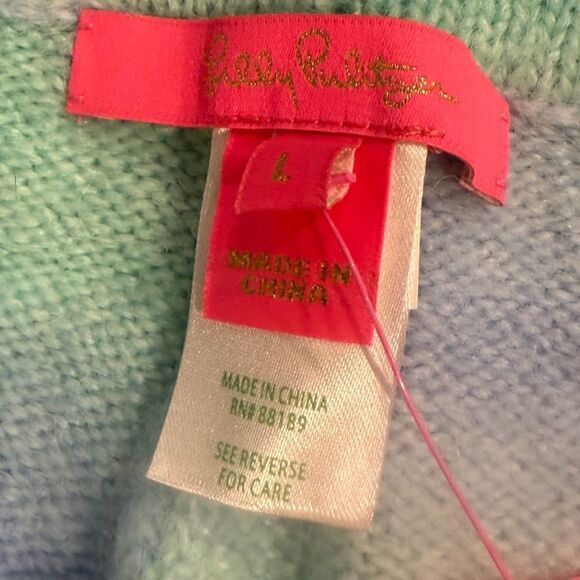 Lilly Pulitzer
L
MADE IN
CHINA
MADE IN CHINA
RN# 88189
SEE REVERSE
FOR CARE